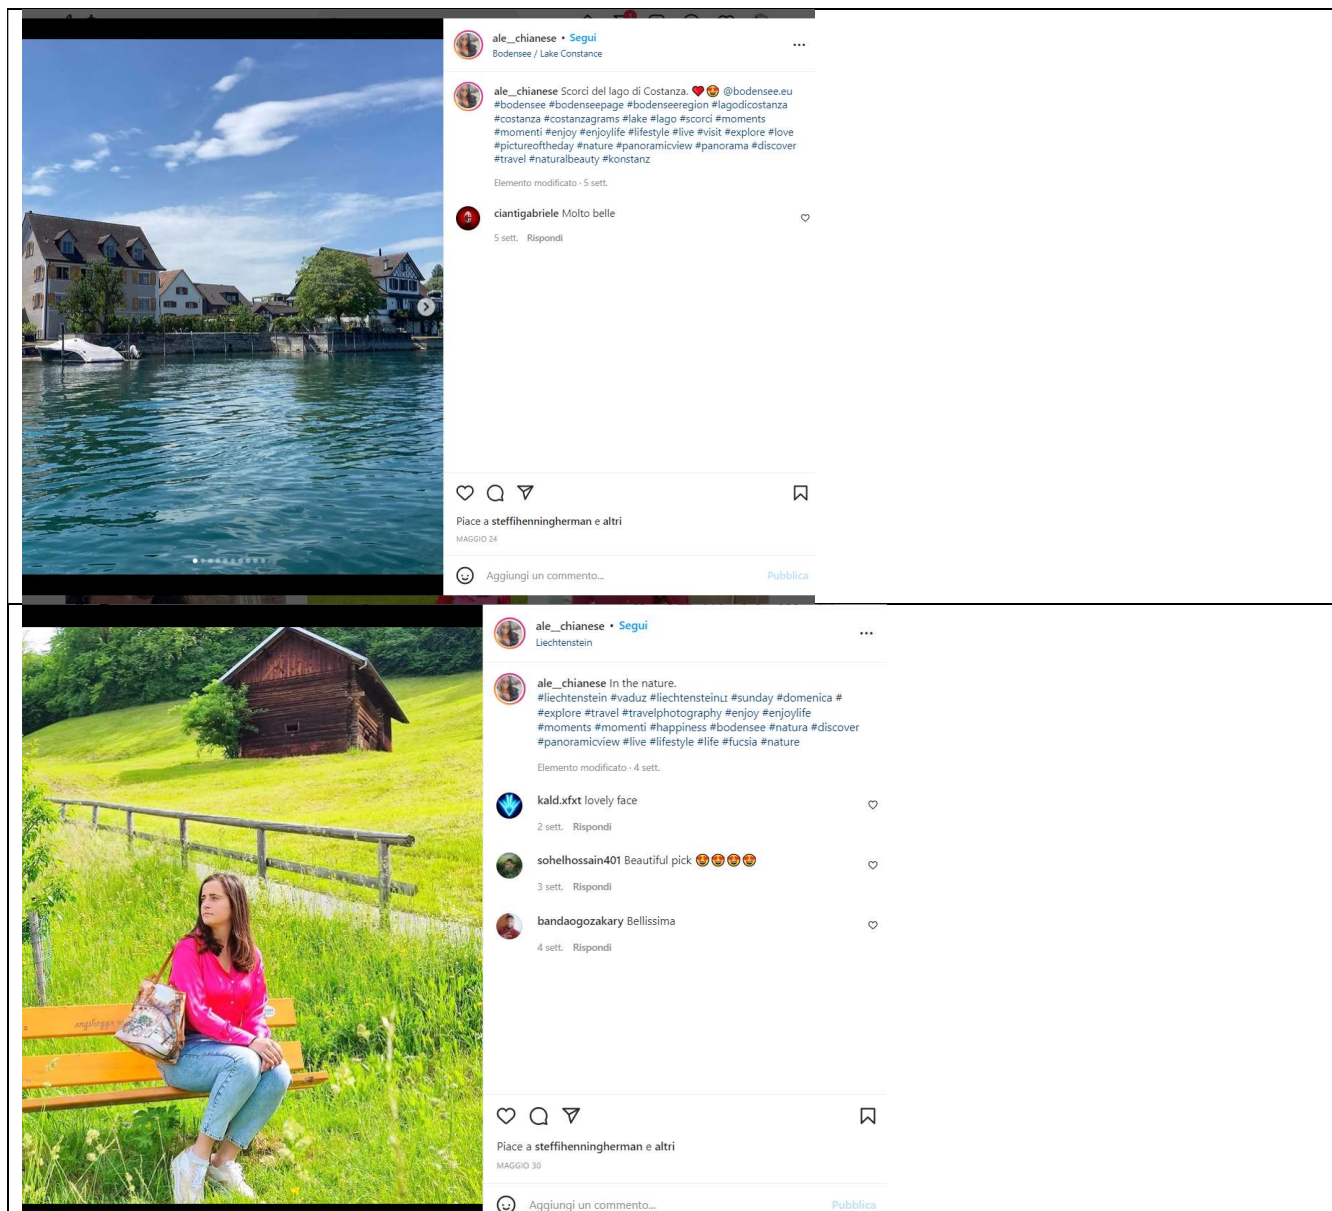 ale__chianese • Segui
Bodensee / Lake Constance
ale__chianese Scorci del lago di Costanza. ❤️😍 @bodensee.eu
#bodensee #bodenseepage #bodenseeregion #lagodicostanza
#costanza #costanzagrams #lake #lago #scorci #moments
#momenti #enjoy #enjoylife #lifestyle #live #visit #explore #love
#pictureoftheday #nature #panoramicview #panorama #discover
#travel #naturalbeauty #konstanz
Elemento modificato · 5 sett.
ciantigabriele Molto belle
5 sett. Rispondi
Piace a steffihenningherman e altri
MAGGIO 24
Aggiungi un commento... Pubblica
ale__chianese • Segui
Liechtenstein
ale__chianese In the nature.
#liechtenstein #vaduz #liechtensteinʟɪ #sunday #domenica #
#explore #travel #travelphotography #enjoy #enjoylife
#moments #momenti #happiness #bodensee #natura #discover
#panoramicview #live #lifestyle #life #fucsia #nature
Elemento modificato · 4 sett.
kald.xfxt lovely face
2 sett. Rispondi
sohelhossain401 Beautiful pick 😍😍😍😍
3 sett. Rispondi
bandaogozakary Bellissima
4 sett. Rispondi
Piace a steffihenningherman e altri
MAGGIO 30
Aggiungi un commento... Pubblica